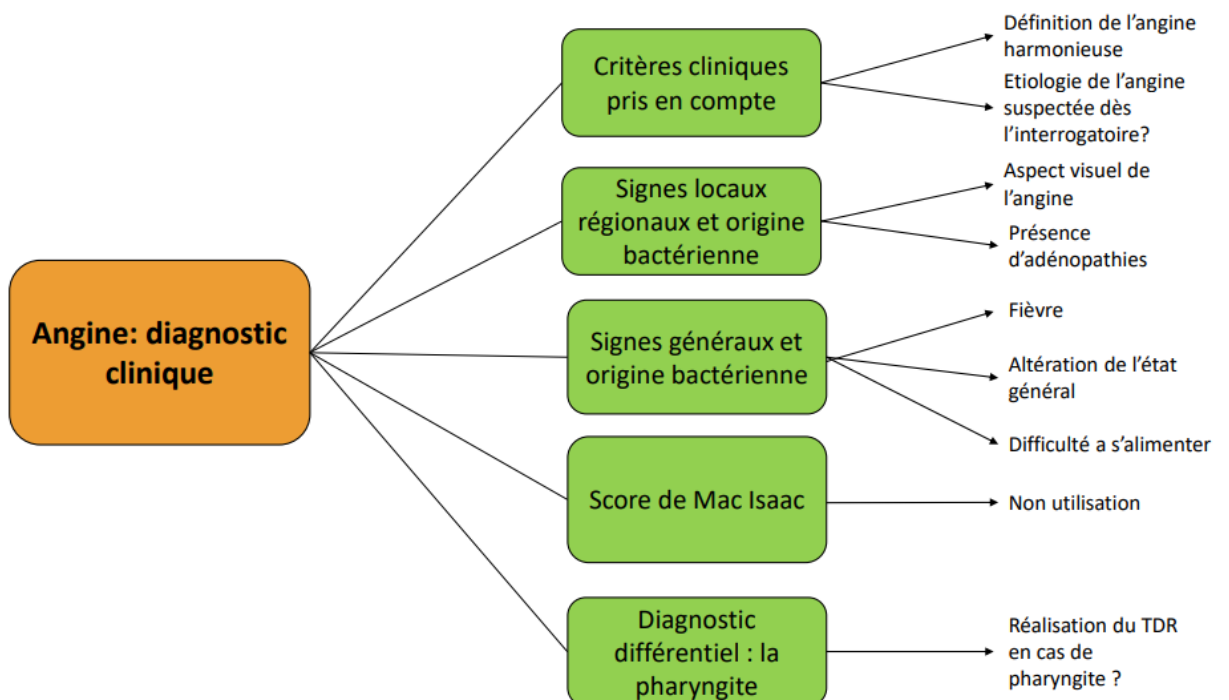 Angine: diagnostic
clinique
Critères cliniques
pris en compte
Définition de l'angine
harmonieuse
Etiologie de l'angine
suspectée dès
l'interrogatoire?
Signes locaux
régionaux et origine
bactérienne
Aspect visuel de
l'angine
Présence
d'adénopathies
Signes généraux et
origine bactérienne
Fièvre
Altération de l'état
général
Difficulté a s'alimenter
Score de Mac Isaac
Non utilisation
Diagnostic
différentiel : la
pharyngite
Réalisation du TDR
en cas de
pharyngite ?